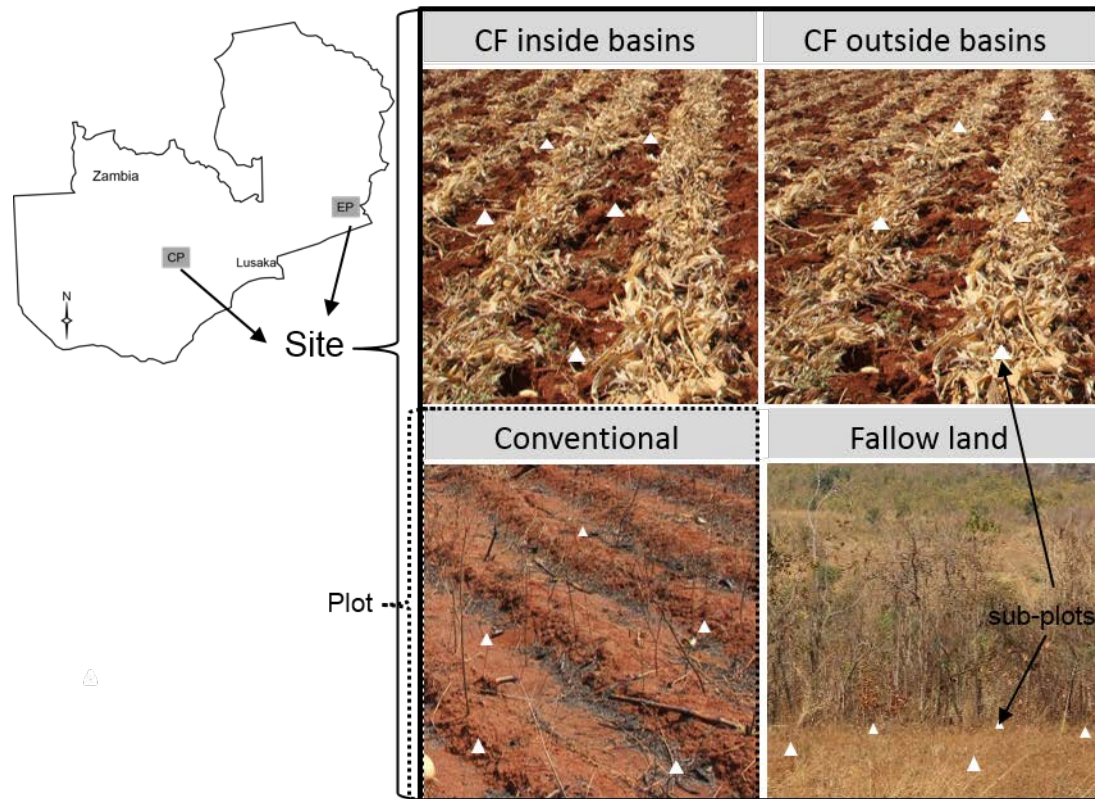 CF inside basins
CF outside basins
Zambia
EP
CP
Lusaka
N
Site
Conventional
Fallow land
Plot
sub-plots